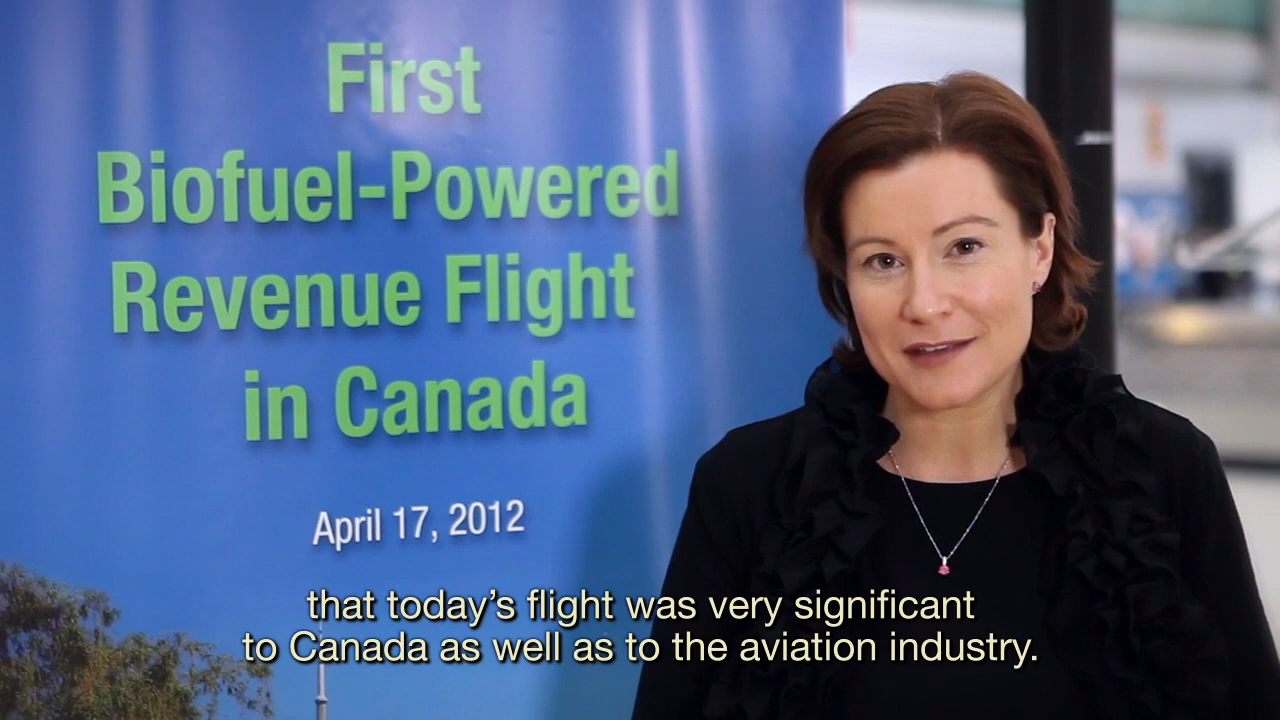 First
Biofuel-Powered
Revenue Flight
in Canada
April 17, 2012
that today’s flight was very significant
to Canada as well as to the aviation industry.